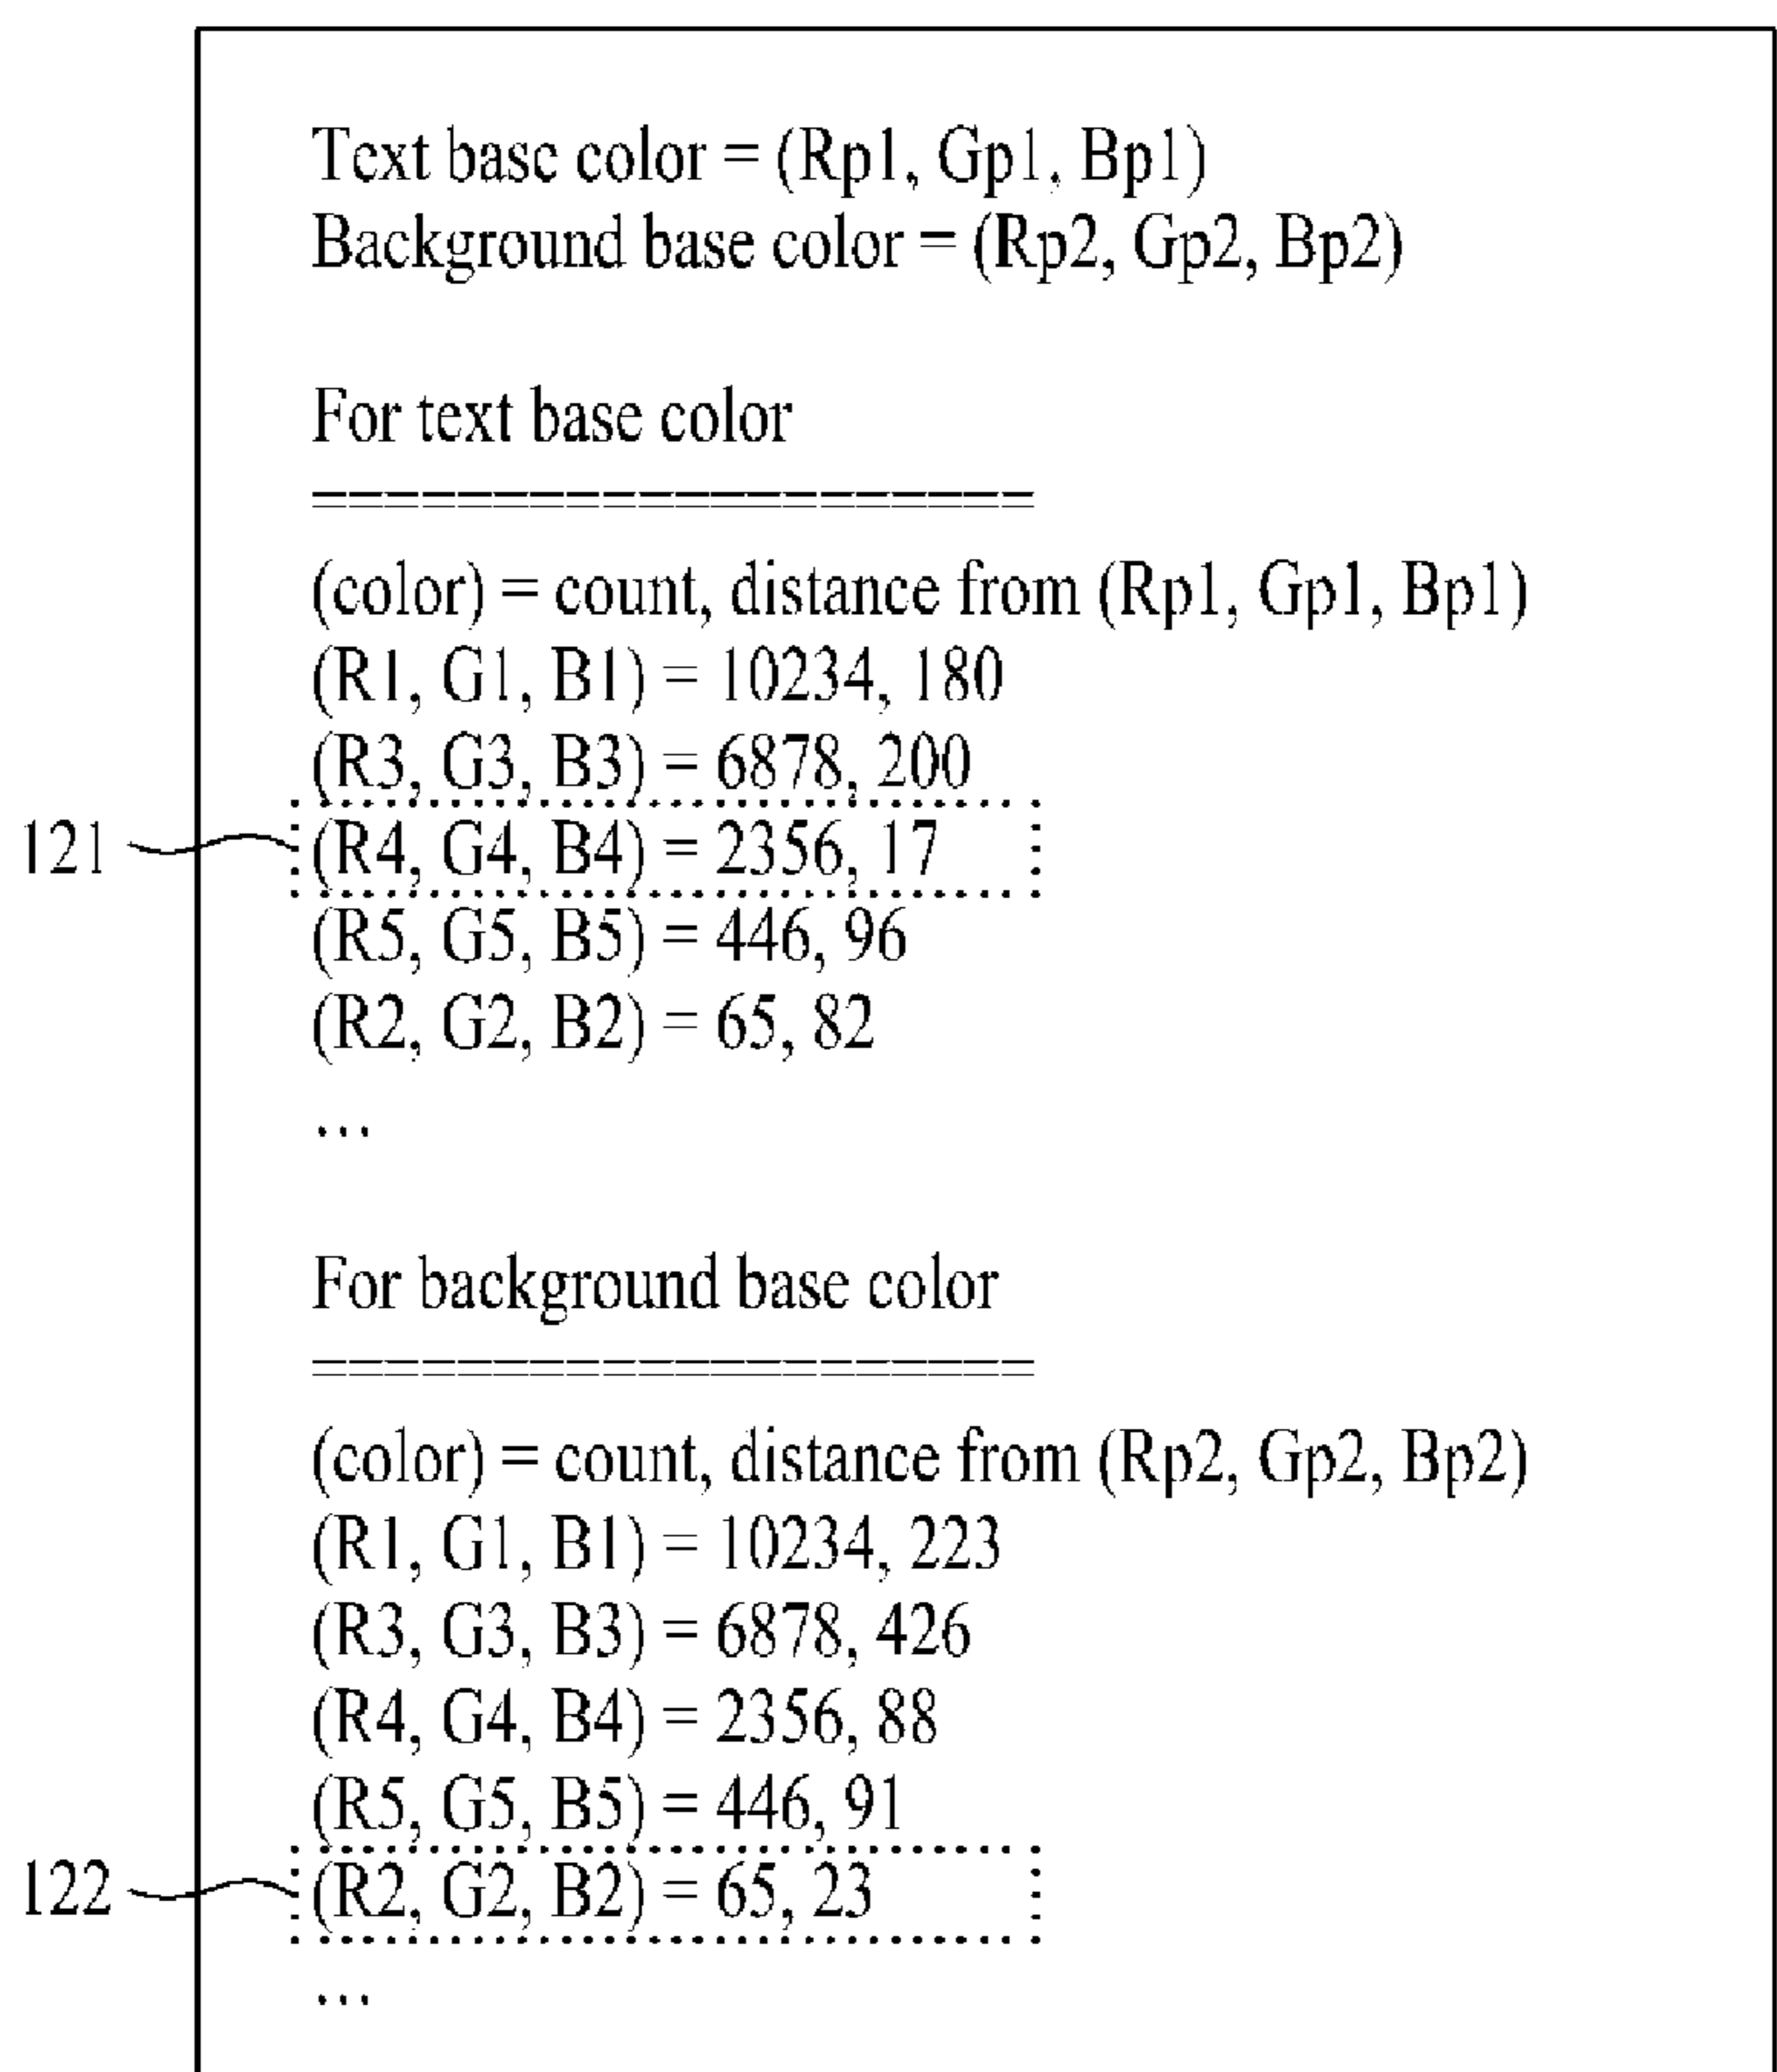 Text base color = (Rp1, Gp1, Bp1)
Background base color = (Rp2, Gp2, Bp2)
For text base color
====================
(color) = count, distance from (Rp1, Gp1, Bp1)
(R1, G1, B1) = 10234, 180
(R3, G3, B3) = 6878, 200
121 (R4, G4, B4) = 2356, 17
(R5, G5, B5) = 446, 96
(R2, G2, B2) = 65, 82
...
For background base color
====================
(color) = count, distance from (Rp2, Gp2, Bp2)
(R1, G1, B1) = 10234, 223
(R3, G3, B3) = 6878, 426
(R4, G4, B4) = 2356, 88
(R5, G5, B5) = 446, 91
122 (R2, G2, B2) = 65, 23
...